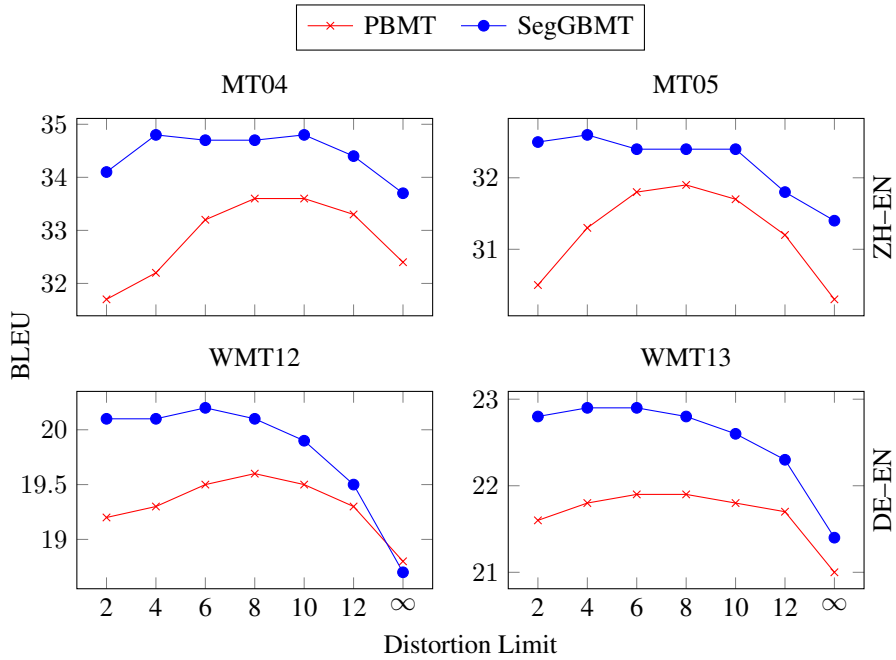 PBMT SegGBMT
MT04 MT05
35
34
33
32
32
31
ZH–EN
BLEU
WMT12 WMT13
20
19.5
19
23
22
21
DE–EN
2 4 6 8 10 12 ∞ 2 4 6 8 10 12 ∞
Distortion Limit